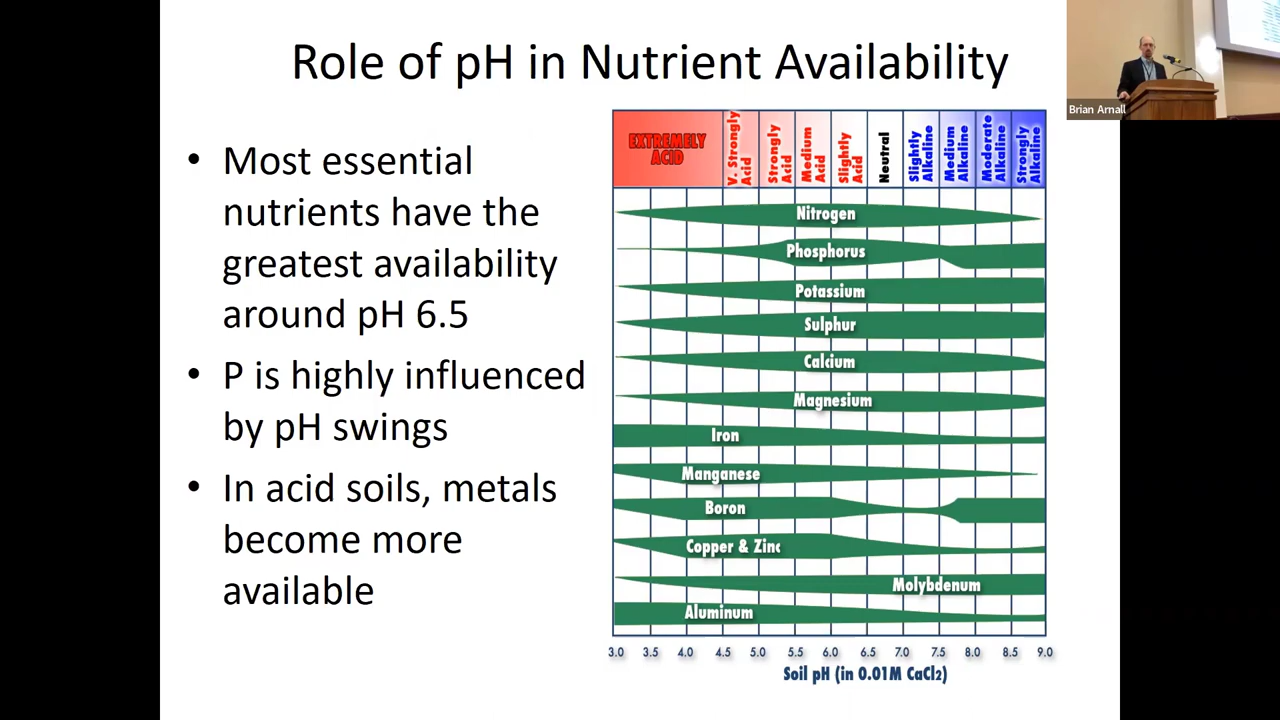 Role of pH in Nutrient Availability
Brian Arnall
• Most essential
nutrients have the
greatest availability
around pH 6.5
• P is highly influenced
by pH swings
• In acid soils, metals
become more
available
EXTREMELY
ACID
V. Strongly
Acid
Strongly
Acid
Medium
Acid
Slightly
Acid
Neutral
Slightly
Alkaline
Medium
Alkaline
Moderate
Alkaline
Strongly
Alkaline
Nitrogen
Phosphorus
Potassium
Sulphur
Calcium
Magnesium
Iron
Manganese
Boron
Copper & Zinc
Molybdenum
Aluminum
3.0 3.5 4.0 4.5 5.0 5.5 6.0 6.5 7.0 7.5 8.0 8.5 9.0
Soil pH (in 0.01M CaCl₂)